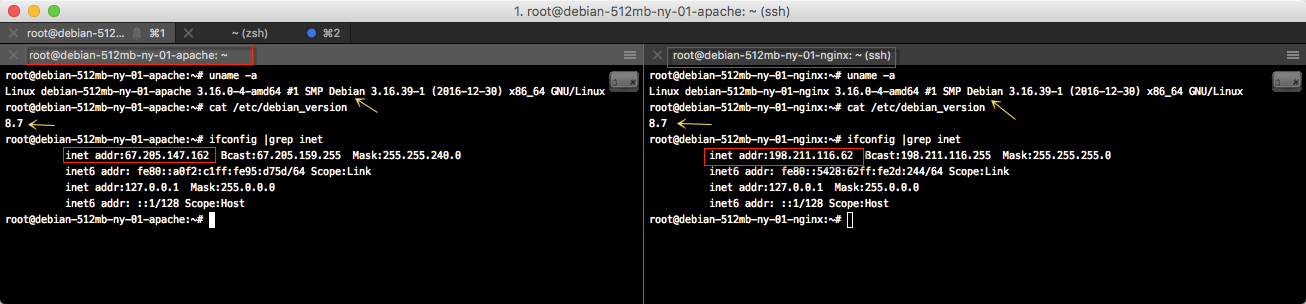 1. root@debian-512mb-ny-01-apache: ~ (ssh)
root@debian-512... ⌘1
~ (zsh) ⌘2
root@debian-512mb-ny-01-apache: ~
root@debian-512mb-ny-01-apache:~# uname -a
Linux debian-512mb-ny-01-apache 3.16.0-4-amd64 #1 SMP Debian 3.16.39-1 (2016-12-30) x86_64 GNU/Linux
root@debian-512mb-ny-01-apache:~# cat /etc/debian_version
8.7
root@debian-512mb-ny-01-apache:~# ifconfig |grep inet
inet addr:67.205.147.162  Bcast:67.205.159.255  Mask:255.255.240.0
inet6 addr: fe80::a0f2:c1ff:fe95:d75d/64 Scope:Link
inet addr:127.0.0.1  Mask:255.0.0.0
inet6 addr: ::1/128 Scope:Host
root@debian-512mb-ny-01-apache:~#
root@debian-512mb-ny-01-nginx: ~ (ssh)
root@debian-512mb-ny-01-nginx:~# uname -a
Linux debian-512mb-ny-01-nginx 3.16.0-4-amd64 #1 SMP Debian 3.16.39-1 (2016-12-30) x86_64 GNU/Linux
root@debian-512mb-ny-01-nginx:~# cat /etc/debian_version
8.7
root@debian-512mb-ny-01-nginx:~# ifconfig |grep inet
inet addr:198.211.116.62  Bcast:198.211.116.255  Mask:255.255.255.0
inet6 addr: fe80::5428:62ff:fe2d:244/64 Scope:Link
inet addr:127.0.0.1  Mask:255.0.0.0
inet6 addr: ::1/128 Scope:Host
root@debian-512mb-ny-01-nginx:~#